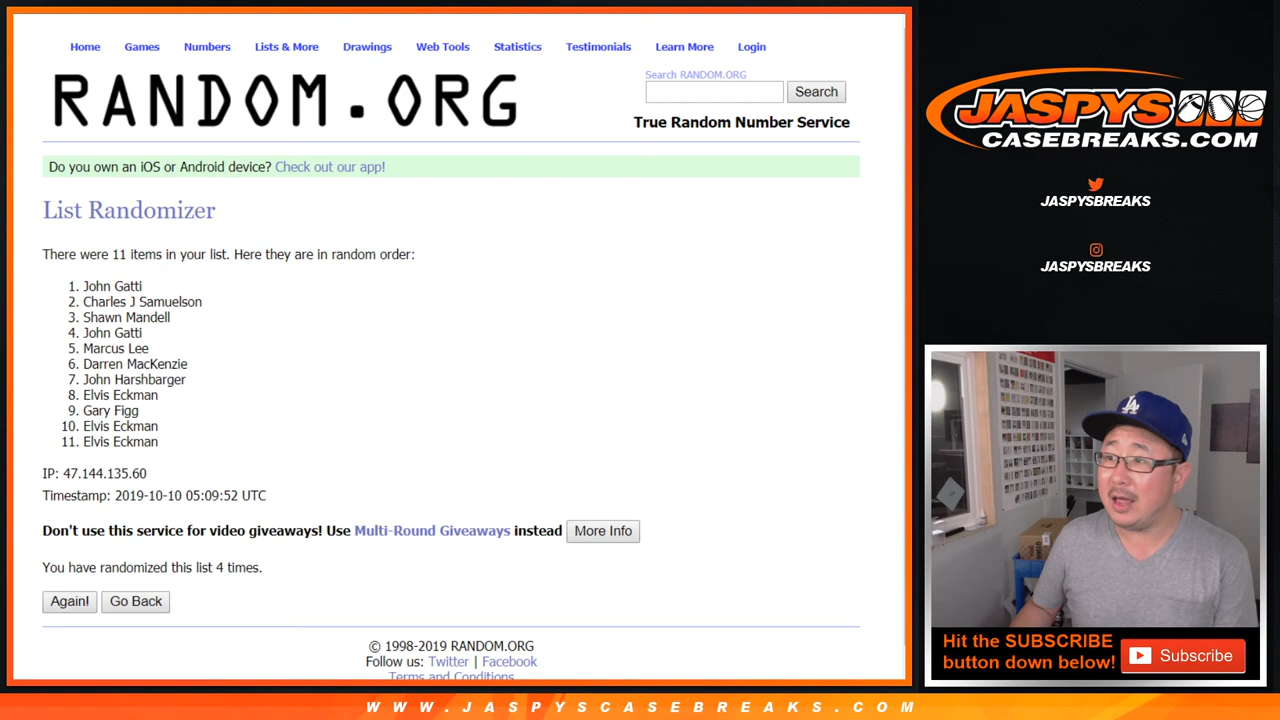 Home Games Numbers Lists & More Drawings Web Tools Statistics Testimonials Learn More Login
RANDOM.ORG
Search RANDOM.ORG
Search
True Random Number Service
Do you own an iOS or Android device? Check out our app!
List Randomizer
There were 11 items in your list. Here they are in random order:
1. John Gatti
2. Charles J Samuelson
3. Shawn Mandell
4. John Gatti
5. Marcus Lee
6. Darren MacKenzie
7. John Harshbarger
8. Elvis Eckman
9. Gary Figg
10. Elvis Eckman
11. Elvis Eckman
IP: 47.144.135.60
Timestamp: 2019-10-10 05:09:52 UTC
Don't use this service for video giveaways! Use Multi-Round Giveaways instead More Info
You have randomized this list 4 times.
Again! Go Back
© 1998-2019 RANDOM.ORG
Follow us: Twitter | Facebook
Terms and Conditions
JASPYS
CASEBREAKS.COM
JASPYSBREAKS
JASPYSBREAKS
LA
Hit the SUBSCRIBE
button down below!
Subscribe
WWW.JASPYSCASEBREAKS.COM